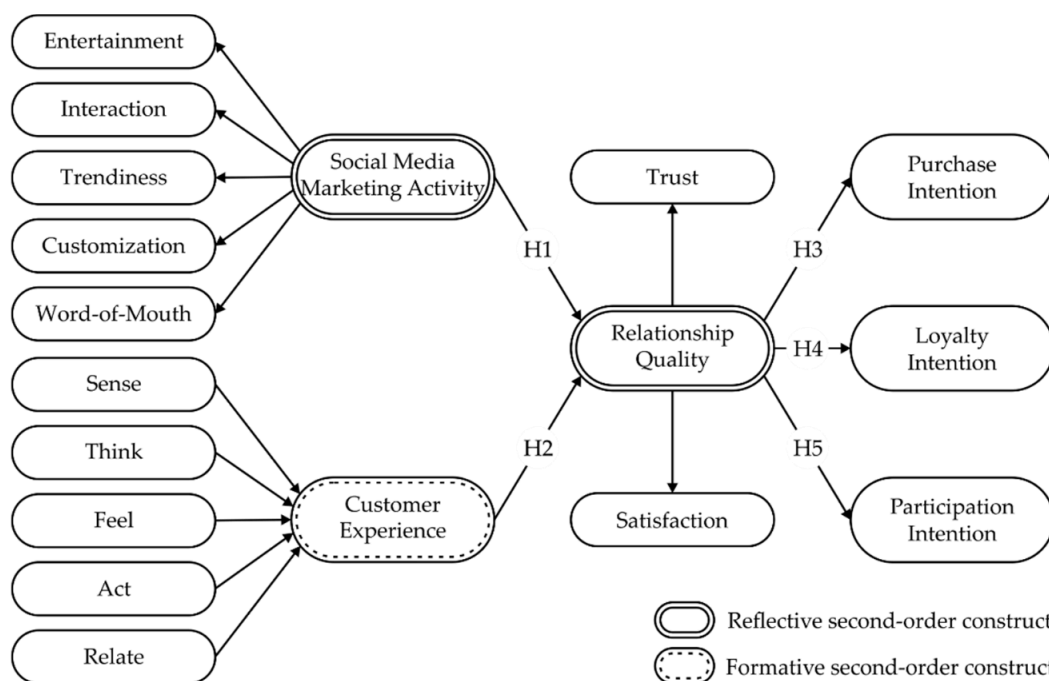 Entertainment
Interaction
Trendiness
Customization
Word-of-Mouth
Sense
Think
Feel
Act
Relate
Social Media
Marketing Activity
Customer
Experience
H1
H2
Trust
Relationship
Quality
Satisfaction
H3
H4
H5
Purchase
Intention
Loyalty
Intention
Participation
Intention
Reflective second-order construct
Formative second-order construct